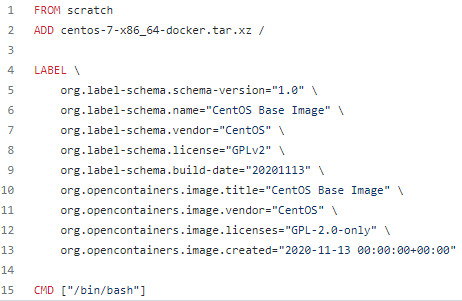 1 FROM scratch
2 ADD centos-7-x86_64-docker.tar.xz /
3
4 LABEL \
5     org.label-schema.schema-version="1.0" \
6     org.label-schema.name="CentOS Base Image" \
7     org.label-schema.vendor="CentOS" \
8     org.label-schema.license="GPLv2" \
9     org.label-schema.build-date="20201113" \
10     org.opencontainers.image.title="CentOS Base Image" \
11     org.opencontainers.image.vendor="CentOS" \
12     org.opencontainers.image.licenses="GPL-2.0-only" \
13     org.opencontainers.image.created="2020-11-13 00:00:00+00:00"
14
15 CMD ["/bin/bash"]